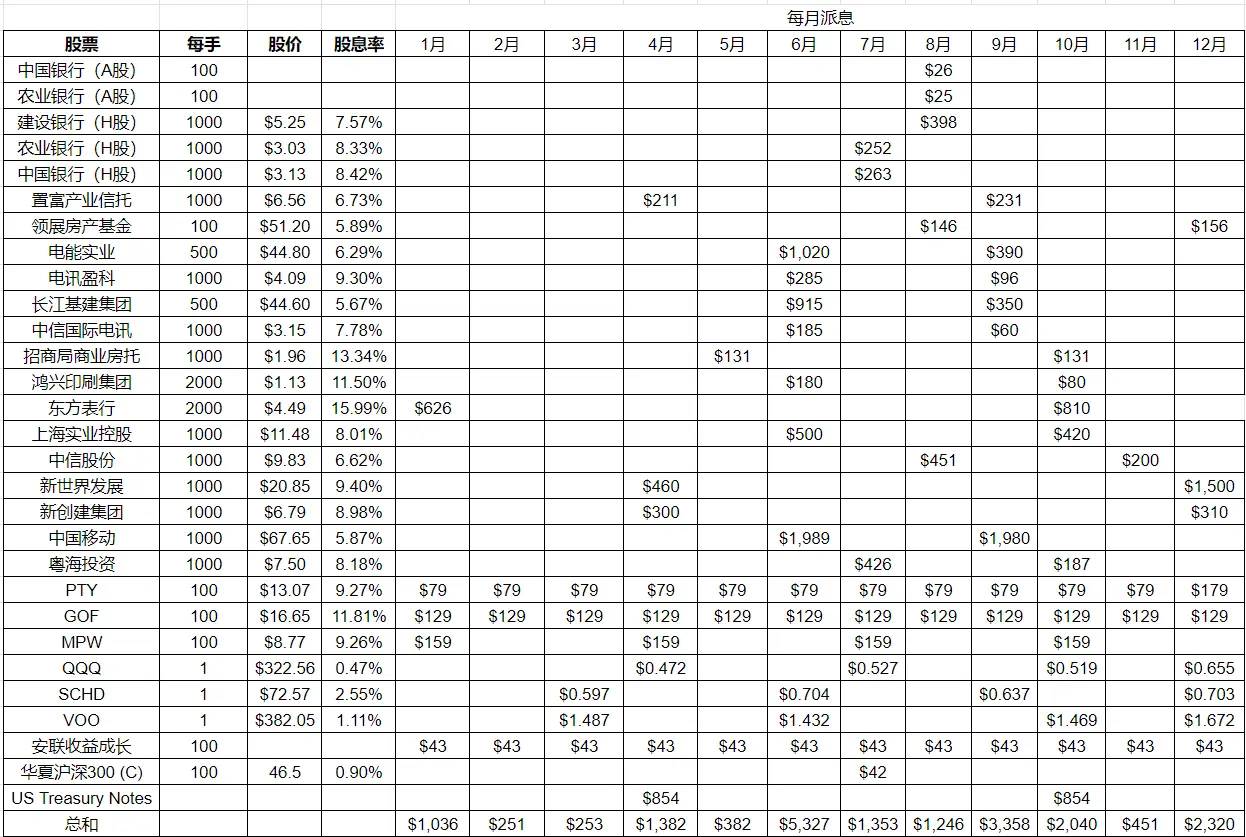 每月派息
股票 每手 股价 股息率 1月 2月 3月 4月 5月 6月 7月 8月 9月 10月 11月 12月
中国银行（A股） 100 $26
农业银行（A股） 100 $25
建设银行（H股） 1000 $5.25 7.57% $398
农业银行（H股） 1000 $3.03 8.33% $252
中国银行（H股） 1000 $3.13 8.42% $263
置富产业信托 1000 $6.56 6.73% $211 $231
领展房产基金 100 $51.20 5.89% $146 $156
电能实业 500 $44.80 6.29% $1,020 $390
电讯盈科 1000 $4.09 9.30% $285 $96
长江基建集团 500 $44.60 5.67% $915 $350
中信国际电讯 1000 $3.15 7.78% $185 $60
招商局商业房托 1000 $1.96 13.34% $131 $131
鸿兴印刷集团 2000 $1.13 11.50% $180 $80
东方表行 2000 $4.49 15.99% $626 $810
上海实业控股 1000 $11.48 8.01% $500 $420
中信股份 1000 $9.83 6.62% $451 $200
新世界发展 1000 $20.85 9.40% $460 $1,500
新创建集团 1000 $6.79 8.98% $300 $310
中国移动 1000 $67.65 5.87% $1,989 $1,980
粤海投资 1000 $7.50 8.18% $426 $187
PTY 100 $13.07 9.27% $79 $79 $79 $79 $79 $79 $79 $79 $79 $79 $79 $179
GOF 100 $16.65 11.81% $129 $129 $129 $129 $129 $129 $129 $129 $129 $129 $129 $129
MPW 100 $8.77 9.26% $159 $159 $159 $159
QQQ 1 $322.56 0.47% $0.472 $0.527 $0.519 $0.655
SCHD 1 $72.57 2.55% $0.597 $0.704 $0.637 $0.703
VOO 1 $382.05 1.11% $1.487 $1.432 $1.469 $1.672
安联收益成长 100 $43 $43 $43 $43 $43 $43 $43 $43 $43 $43 $43 $43
华夏沪深300 (C) 100 46.5 0.90% $42
US Treasury Notes $854 $854
总和 $1,036 $251 $253 $1,382 $382 $5,327 $1,353 $1,246 $3,358 $2,040 $451 $2,320